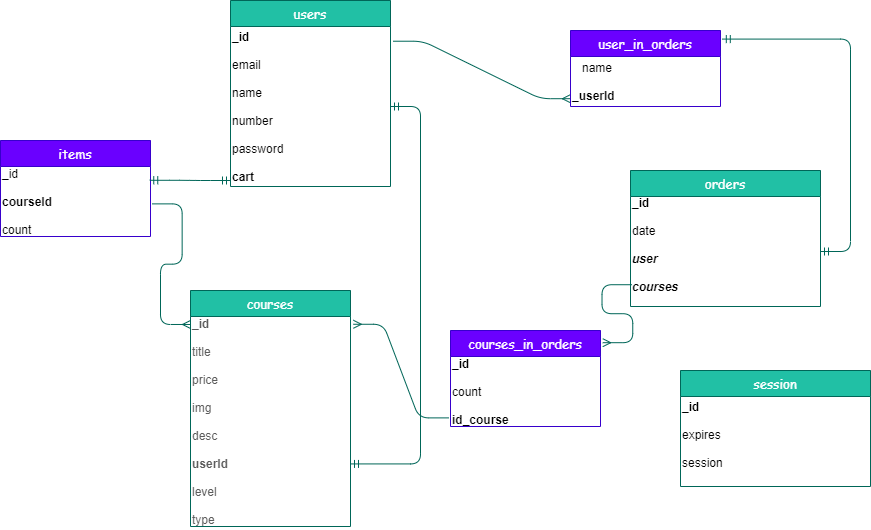 users
_id
email
name
number
password
cart
user_in_orders
name
_userId
items
_id
courseId
count
orders
_id
date
user
courses
courses
_id
title
price
img
desc
userId
level
type
courses_in_orders
_id
count
id_course
session
_id
expires
session